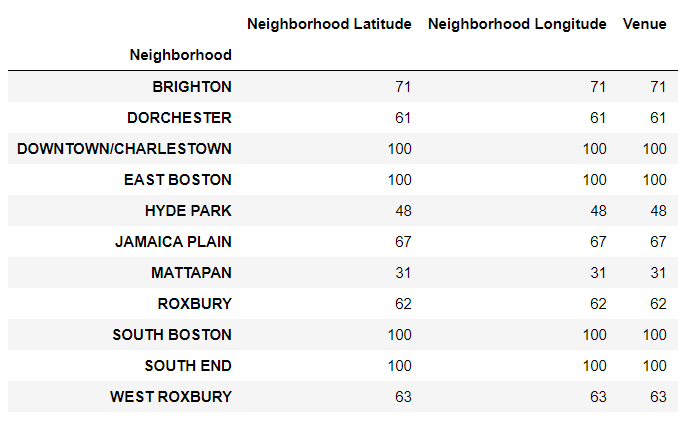 Neighborhood Latitude Neighborhood Longitude Venue
Neighborhood
BRIGHTON 71 71 71
DORCHESTER 61 61 61
DOWNTOWN/CHARLESTOWN 100 100 100
EAST BOSTON 100 100 100
HYDE PARK 48 48 48
JAMAICA PLAIN 67 67 67
MATTAPAN 31 31 31
ROXBURY 62 62 62
SOUTH BOSTON 100 100 100
SOUTH END 100 100 100
WEST ROXBURY 63 63 63